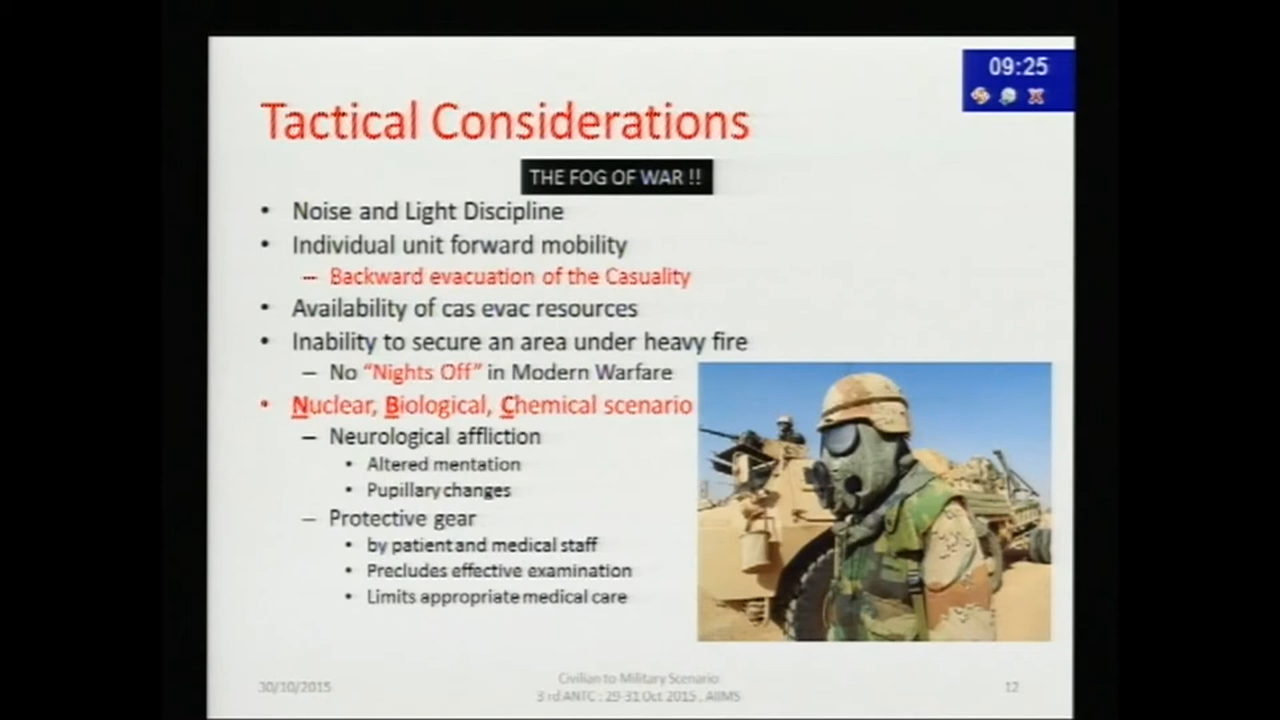 09:25
Tactical Considerations
THE FOG OF WAR !!
• Noise and Light Discipline
• Individual unit forward mobility
– Backward evacuation of the Casuality
• Availability of cas evac resources
• Inability to secure an area under heavy fire
– No “Nights Off” in Modern Warfare
• Nuclear, Biological, Chemical scenario
– Neurological affliction
• Altered mentation
• Pupillary changes
– Protective gear
• by patient and medical staff
• Precludes effective examination
• Limits appropriate medical care
30/10/2015
Civilian to Military Scenario
3 rd ANTC : 29-31 Oct 2015 , AIIMS
12